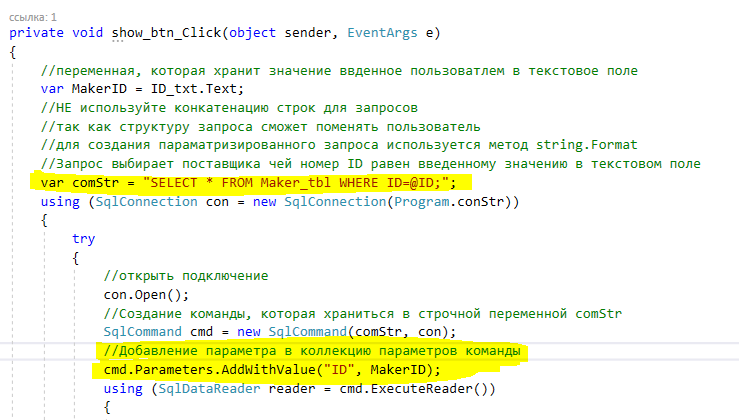 ссылка: 1
private void show_btn_Click(object sender, EventArgs e)
{
//переменная, которая хранит значение ввденное пользоватлем в текстовое поле
var MakerID = ID_txt.Text;
//НЕ используйте конкатенацию строк для запросов
//так как структуру запроса сможет поменять пользователь
//для создания параматризированного запроса используется метод string.Format
//Запрос выбирает поставщика чей номер ID равен введенному значению в текстовом поле
var comStr = "SELECT * FROM Maker_tbl WHERE ID=@ID;";
using (SqlConnection con = new SqlConnection(Program.conStr))
{
try
{
//открыть подключение
con.Open();
//Создание команды, которая храниться в строчной переменной comStr
SqlCommand cmd = new SqlCommand(comStr, con);
//Добавление параметра в коллекцию параметров команды
cmd.Parameters.AddWithValue("ID", MakerID);
using (SqlDataReader reader = cmd.ExecuteReader())
{